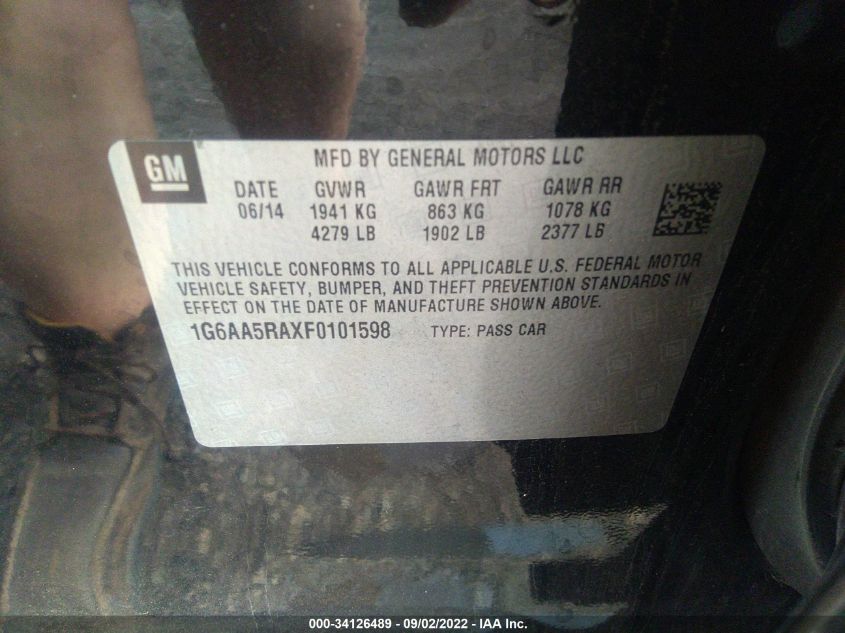 GM
MFD BY GENERAL MOTORS LLC
DATE GVWR GAWR FRT GAWR RR
06/14 1941 KG 863 KG 1078 KG
4279 LB 1902 LB 2377 LB
THIS VEHICLE CONFORMS TO ALL APPLICABLE U.S. FEDERAL MOTOR
VEHICLE SAFETY, BUMPER, AND THEFT PREVENTION STANDARDS IN
EFFECT ON THE DATE OF MANUFACTURE SHOWN ABOVE.
1G6AA5RAXF0101598 TYPE: PASS CAR
000-34126489 - 09/02/2022 - IAA Inc.